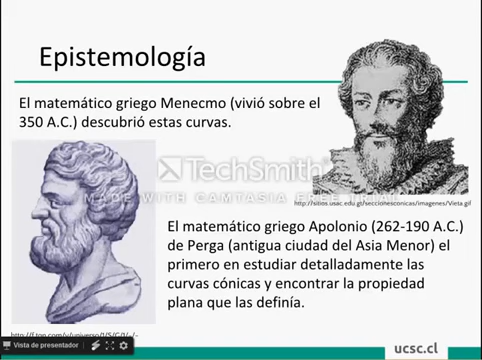 Epistemología
El matemático griego Menecmo (vivió sobre el
350 A.C.) descubrió estas curvas.
TechSmith
MADE WITH CAMTASIA FREE TRIAL
http://sitios.usac.edu.gt/seccionesconicas/imagenes/Vieta.gif
El matemático griego Apolonio (262-190 A.C.)
de Perga (antigua ciudad del Asia Menor) el
primero en estudiar detalladamente las
curvas cónicas y encontrar la propiedad
plana que las definía.
Vista de presentador
ucsc.cl